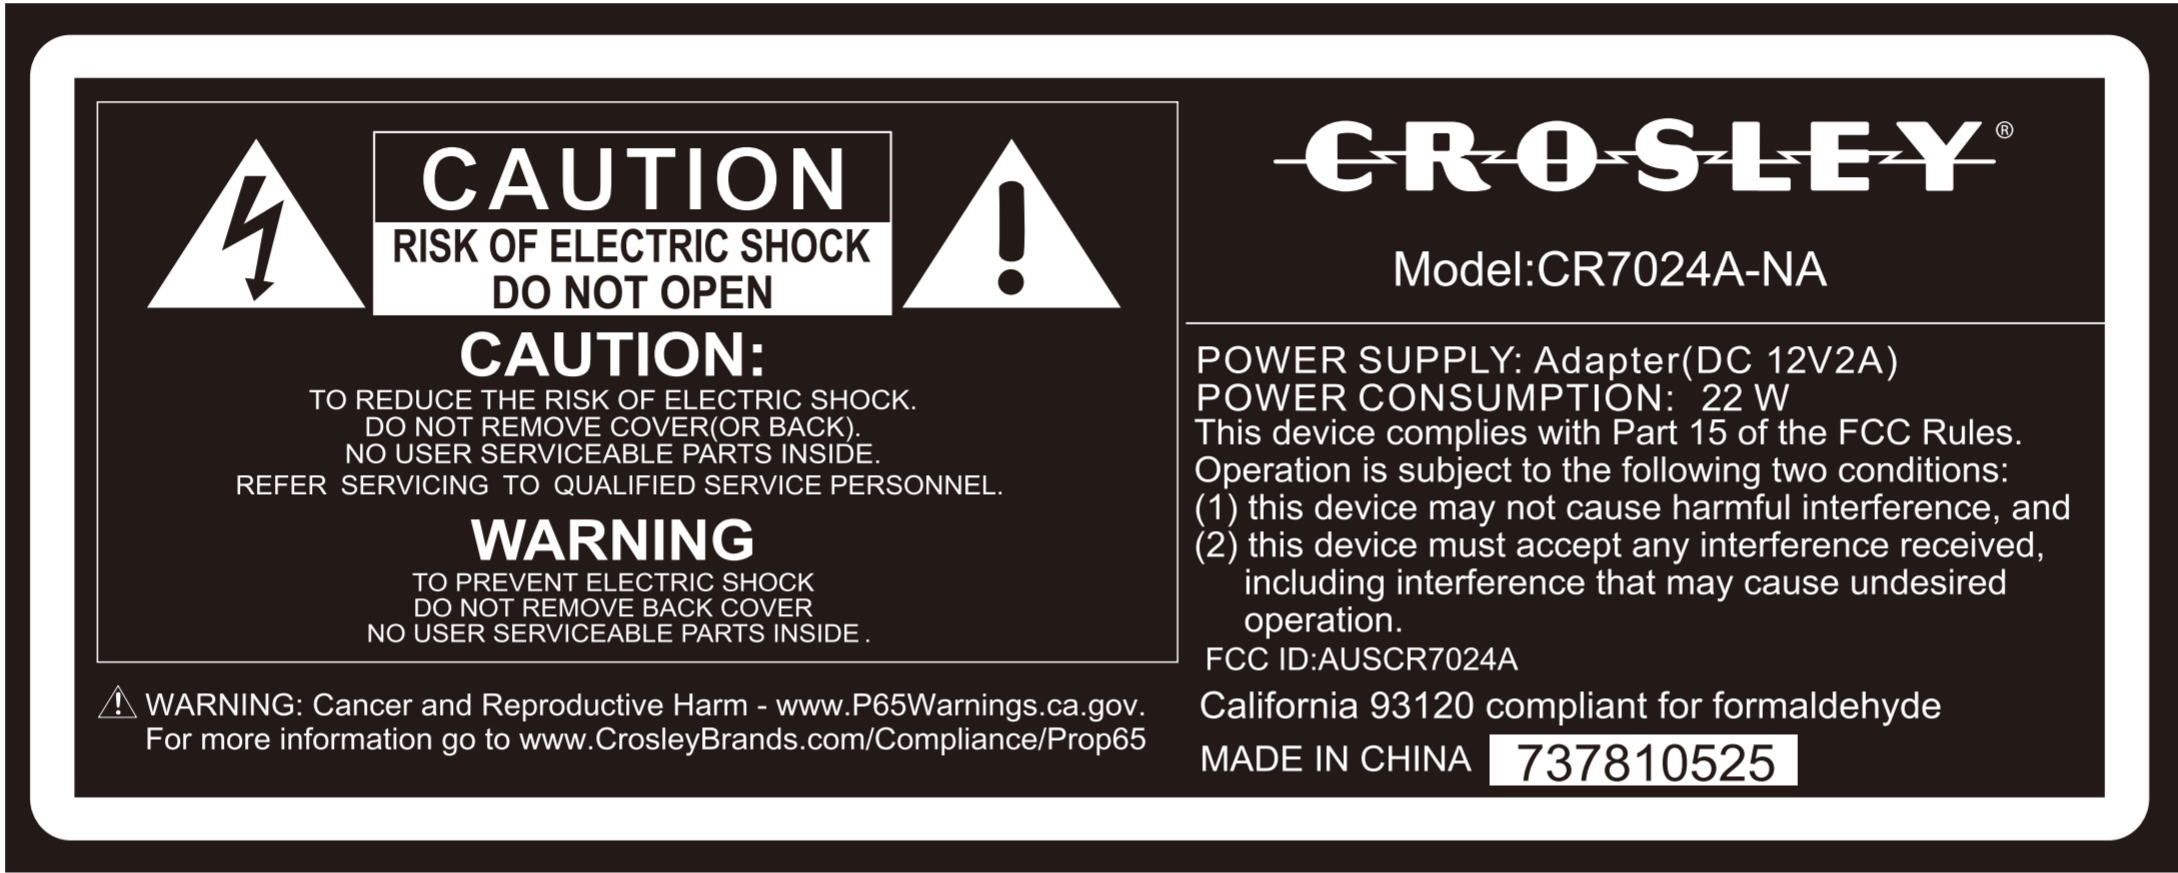 CAUTION
RISK OF ELECTRIC SHOCK
DO NOT OPEN
CAUTION:
TO REDUCE THE RISK OF ELECTRIC SHOCK.
DO NOT REMOVE COVER(OR BACK).
NO USER SERVICEABLE PARTS INSIDE.
REFER SERVICING TO QUALIFIED SERVICE PERSONNEL.
WARNING
TO PREVENT ELECTRIC SHOCK
DO NOT REMOVE BACK COVER
NO USER SERVICEABLE PARTS INSIDE .
WARNING: Cancer and Reproductive Harm - www.P65Warnings.ca.gov.
For more information go to www.CrosleyBrands.com/Compliance/Prop65
CROSLEY®
Model:CR7024A-NA
POWER SUPPLY: Adapter(DC 12V2A)
POWER CONSUMPTION: 22 W
This device complies with Part 15 of the FCC Rules.
Operation is subject to the following two conditions:
(1) this device may not cause harmful interference, and
(2) this device must accept any interference received,
including interference that may cause undesired
operation.
FCC ID:AUSCR7024A
California 93120 compliant for formaldehyde
MADE IN CHINA 737810525